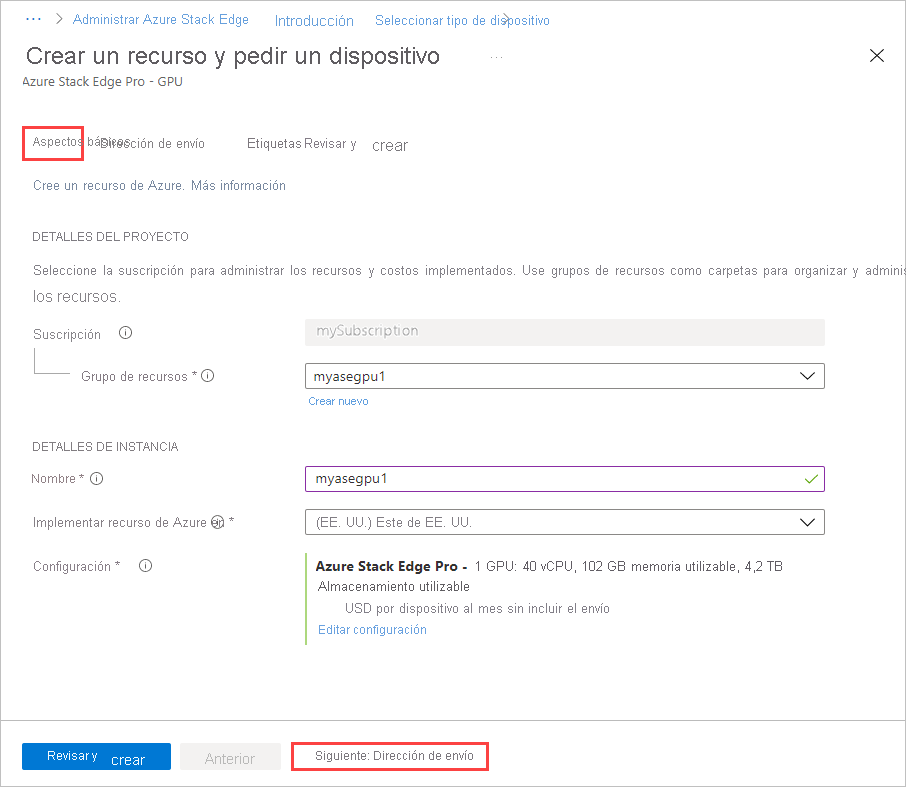 ··· > Administrar Azure Stack Edge Introducción Seleccionar tipo de dispositivo
Crear un recurso y pedir un dispositivo ...
Azure Stack Edge Pro - GPU
Aspectos básicos Dirección de envío Etiquetas Revisar y crear
Cree un recurso de Azure. Más información
DETALLES DEL PROYECTO
Seleccione la suscripción para administrar los recursos y costos implementados. Use grupos de recursos como carpetas para organizar y adminis
los recursos.
Suscripción mySubscription
Grupo de recursos * myasegpu1
Crear nuevo
DETALLES DE INSTANCIA
Nombre * myasegpu1
Implementar recurso de Azure en * (EE. UU.) Este de EE. UU.
Configuración * Azure Stack Edge Pro - 1 GPU: 40 vCPU, 102 GB memoria utilizable, 4,2 TB
Almacenamiento utilizable
USD por dispositivo al mes sin incluir el envío
Editar configuración
Revisar y crear Anterior Siguiente: Dirección de envío